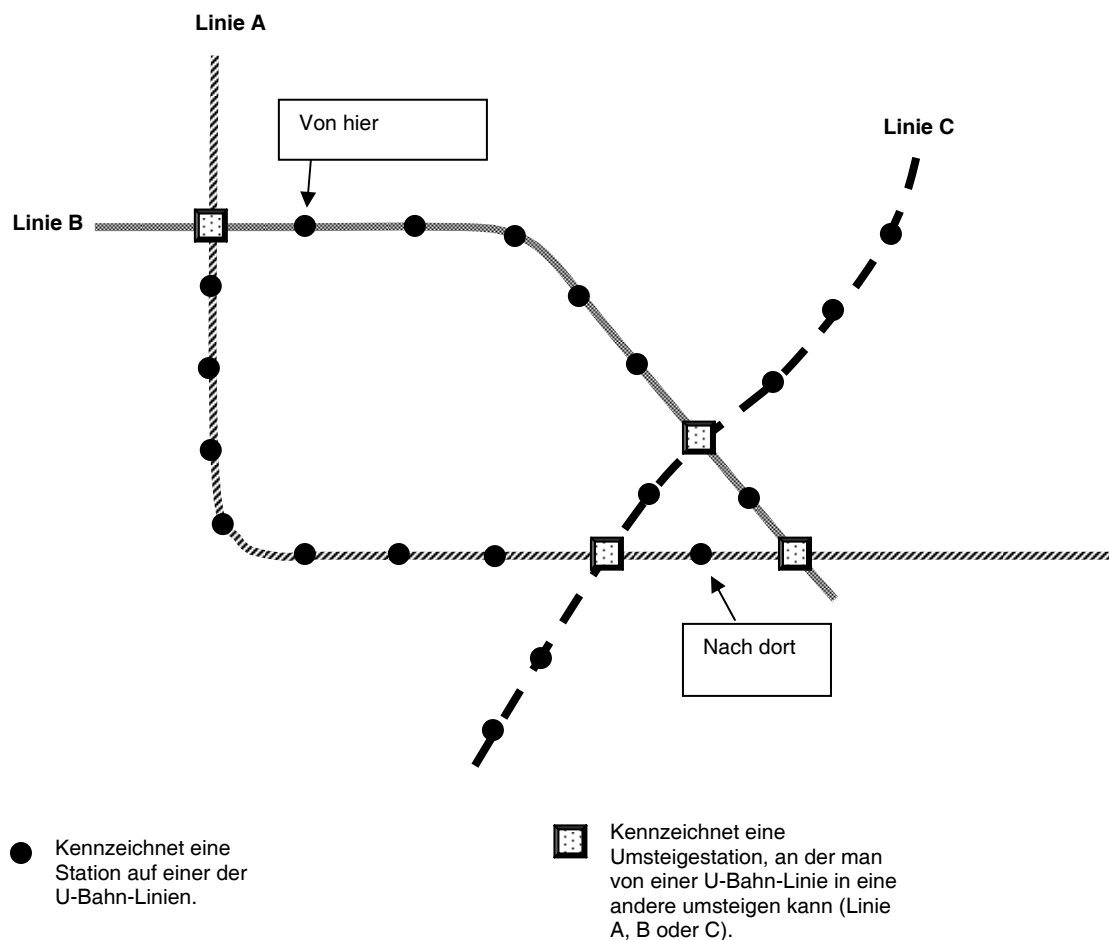 Linie A
Von hier
Linie C
Linie B
Nach dort
Kennzeichnet eine
Station auf einer der
U-Bahn-Linien.
Kennzeichnet eine
Umsteigestation, an der man
von einer U-Bahn-Linie in eine
andere umsteigen kann (Linie
A, B oder C).